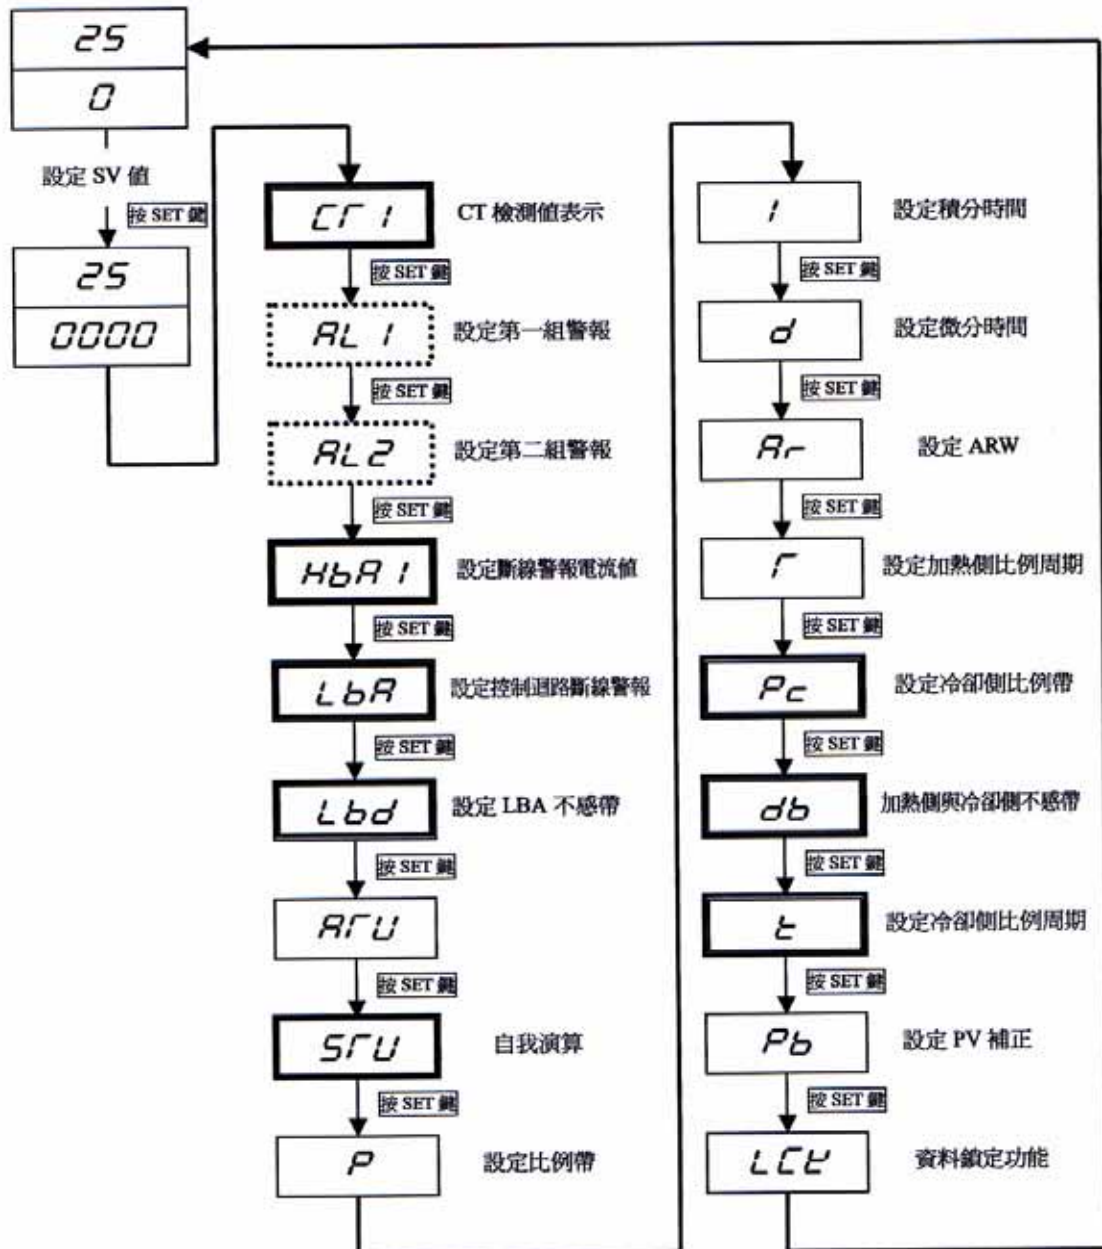 25
0
設定 SV 值
按 SET 鍵
25
0000
CT1
CT 檢測值表示
按 SET 鍵
AL1
設定第一組警報
按 SET 鍵
AL2
設定第二組警報
按 SET 鍵
HbA1
設定斷線警報電流值
按 SET 鍵
LbA
設定控制迴路斷線警報
按 SET 鍵
Lbd
設定 LBA 不感帶
按 SET 鍵
ATU
按 SET 鍵
STU
自我演算
按 SET 鍵
P
設定比例帶
I
設定積分時間
按 SET 鍵
d
設定微分時間
按 SET 鍵
Ar
設定 ARW
按 SET 鍵
T
設定加熱側比例周期
按 SET 鍵
Pc
設定冷卻側比例帶
按 SET 鍵
db
加熱側與冷卻側不感帶
按 SET 鍵
t
設定冷卻側比例周期
按 SET 鍵
Pb
設定 PV 補正
按 SET 鍵
LCK
資料鎖定功能